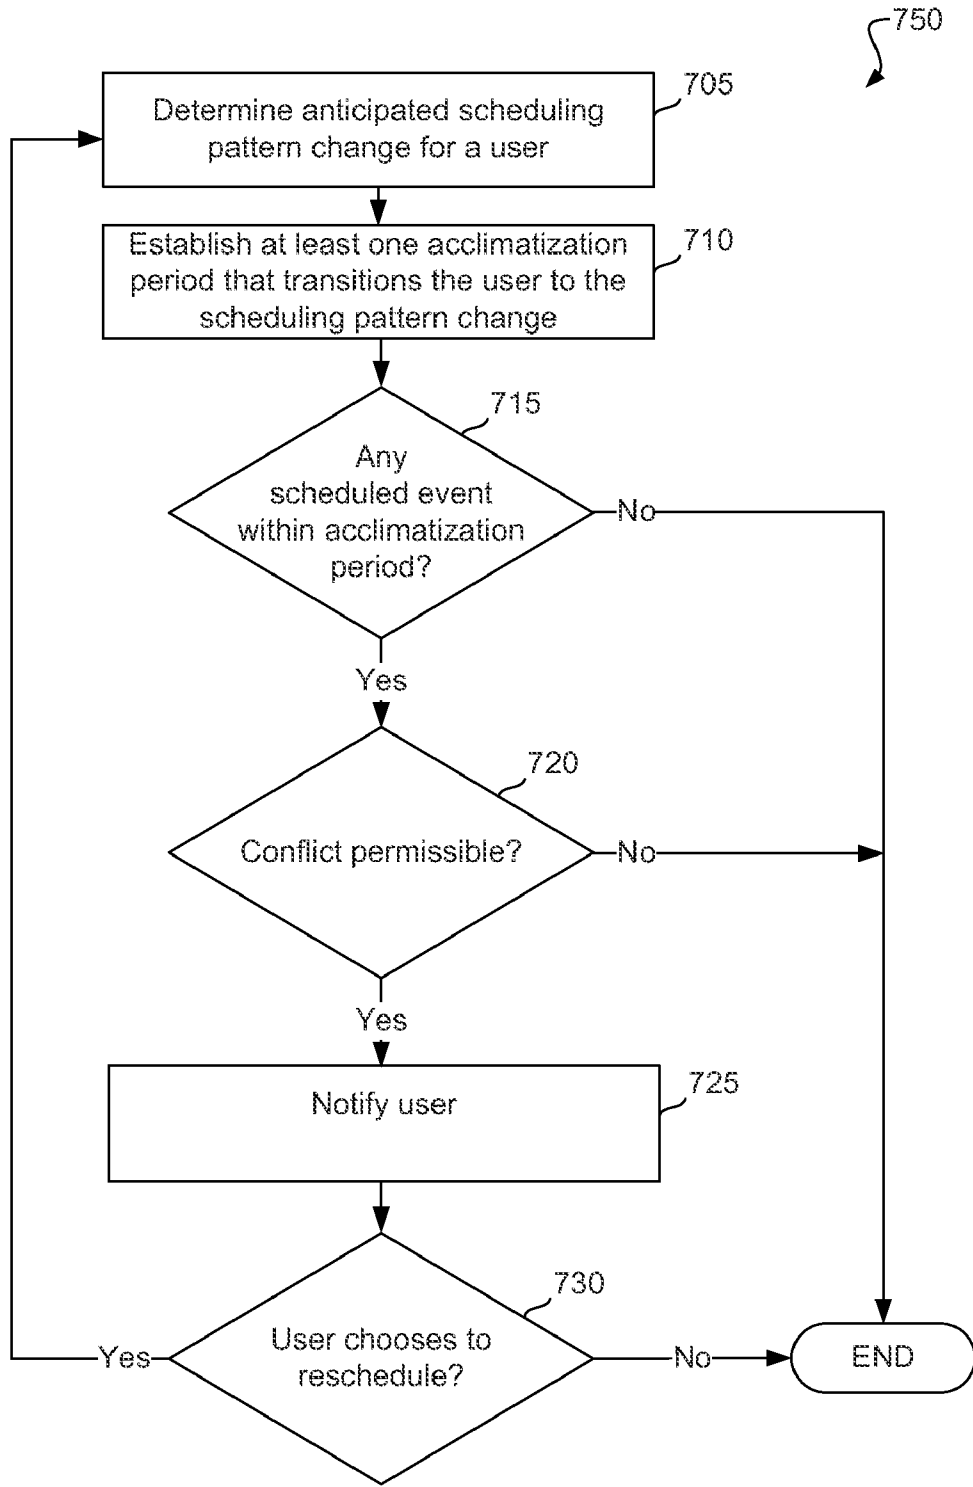 750
705
Determine anticipated scheduling
pattern change for a user
710
Establish at least one acclimatization
period that transitions the user to the
scheduling pattern change
715
Any
scheduled event
within acclimatization
period?
No
Yes
720
Conflict permissible?
No
Yes
725
Notify user
730
User chooses to
reschedule?
Yes
No
END